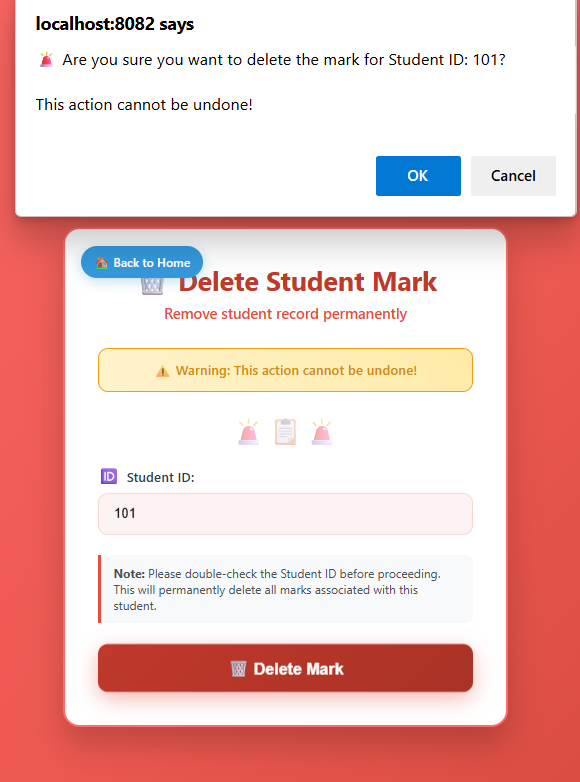 localhost:8082 says
🚨 Are you sure you want to delete the mark for Student ID: 101?
This action cannot be undone!
OK
Cancel
🏠 Back to Home
🗑️ Delete Student Mark
Remove student record permanently
⚠️ Warning: This action cannot be undone!
🚨 📋 🚨
🆔 Student ID:
101
Note: Please double-check the Student ID before proceeding.
This will permanently delete all marks associated with this
student.
🗑️ Delete Mark